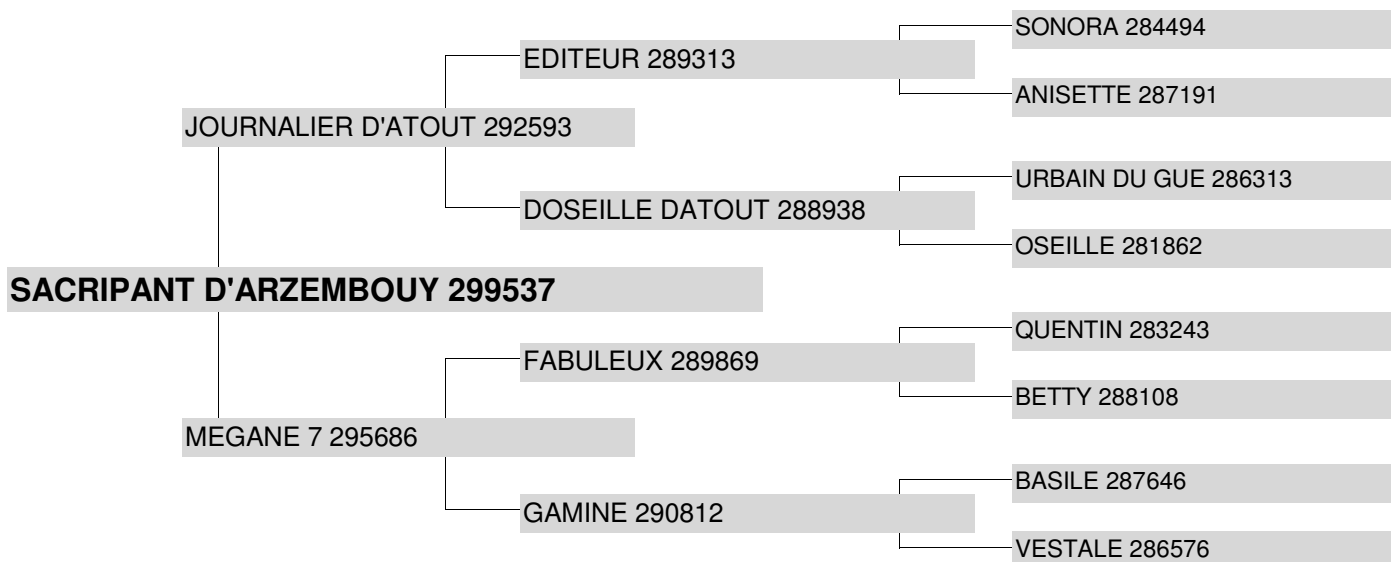 SONORA 284494
EDITEUR 289313
ANISETTE 287191
JOURNALIER D'ATOUT 292593
URBAIN DU GUE 286313
DOSEILLE DATOUT 288938
OSEILLE 281862
SACRIPANT D'ARZEMBOUY 299537
QUENTIN 283243
FABULEUX 289869
BETTY 288108
MEGANE 7 295686
BASILE 287646
GAMINE 290812
VESTALE 286576